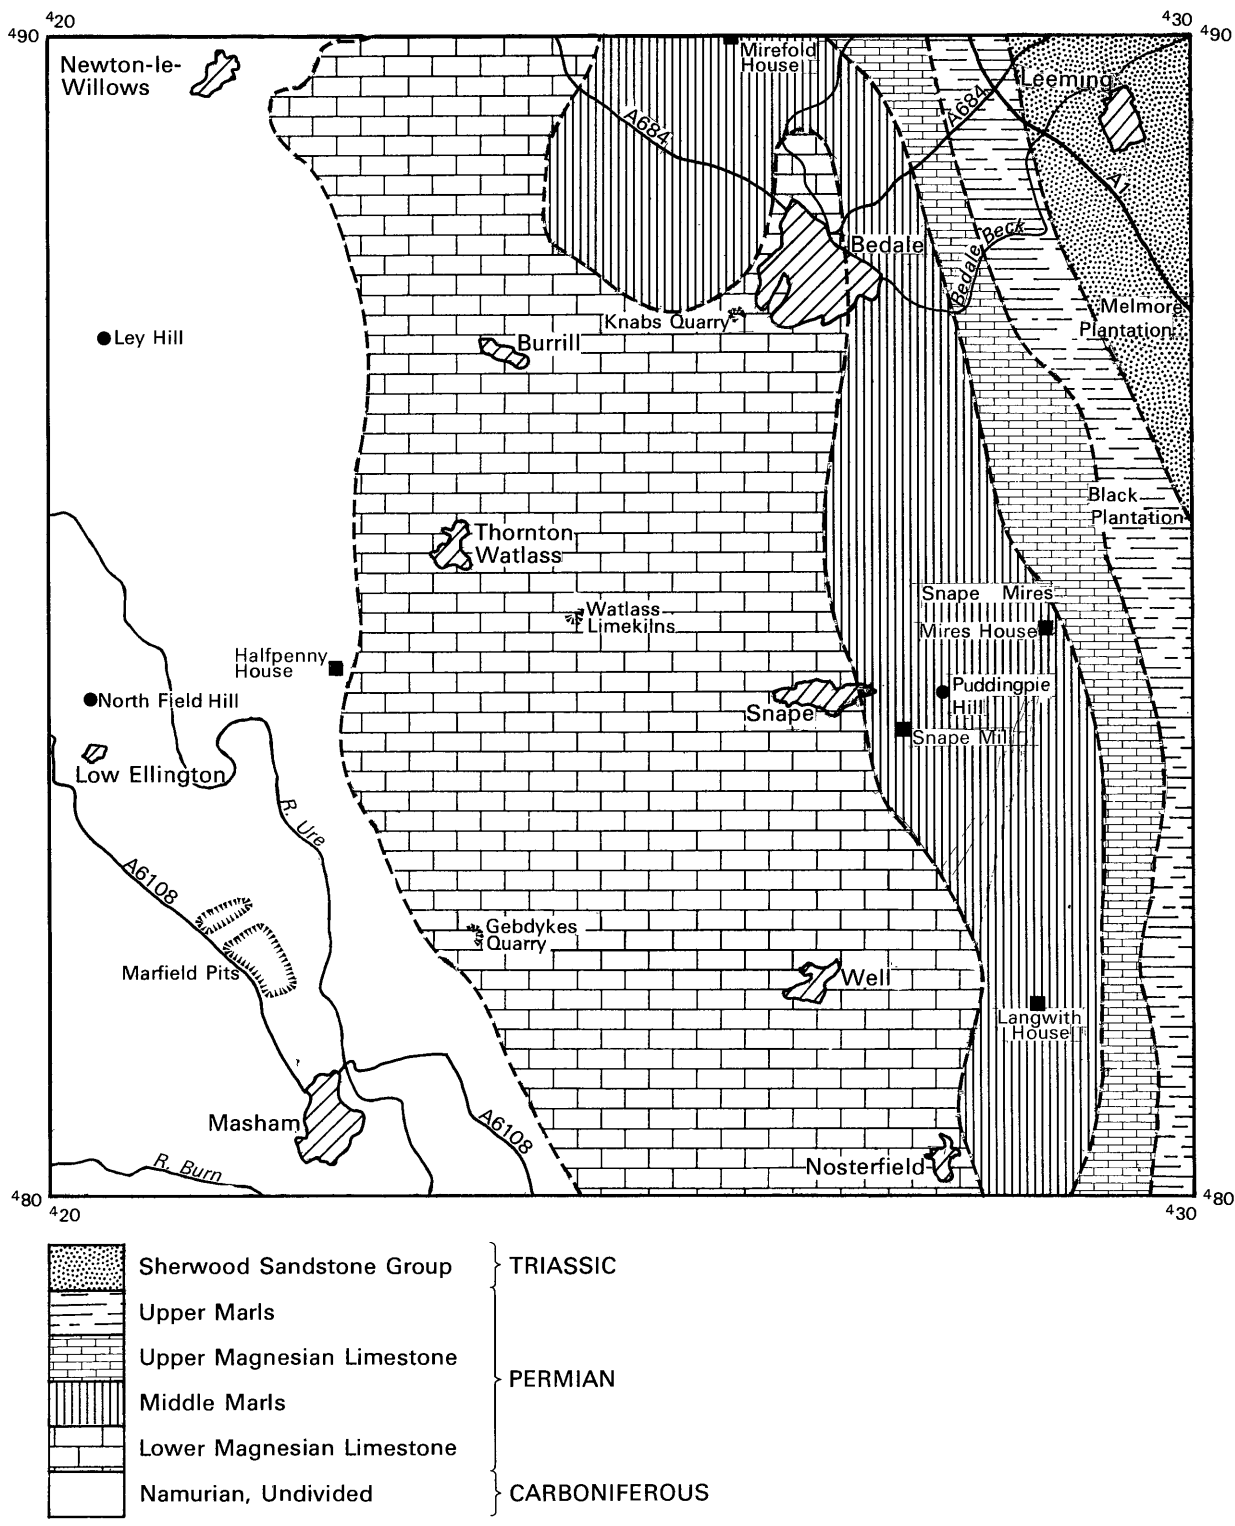 420
430
490
490
Newton-le-
Willows
Mirefold
House
Leeming
A684
A684
A1
Bedale
Bedale Beck
Melmore
Plantation
Knabs Quarry
Ley Hill
Burrill
Black
Plantation
Thornton
Watlass
Snape Mires
Watlass
Limekilns
Mires House
Halfpenny
House
North Field Hill
Puddingpie
Hill
Snape
Snape Mill
Low Ellington
R. Ure
A6108
Gebdykes
Quarry
Marfield Pits
Well
Langwith
House
Masham
A6108
Nosterfield
R. Burn
480
480
420
430
Sherwood Sandstone Group
TRIASSIC
Upper Marls
Upper Magnesian Limestone
PERMIAN
Middle Marls
Lower Magnesian Limestone
Namurian, Undivided
CARBONIFEROUS